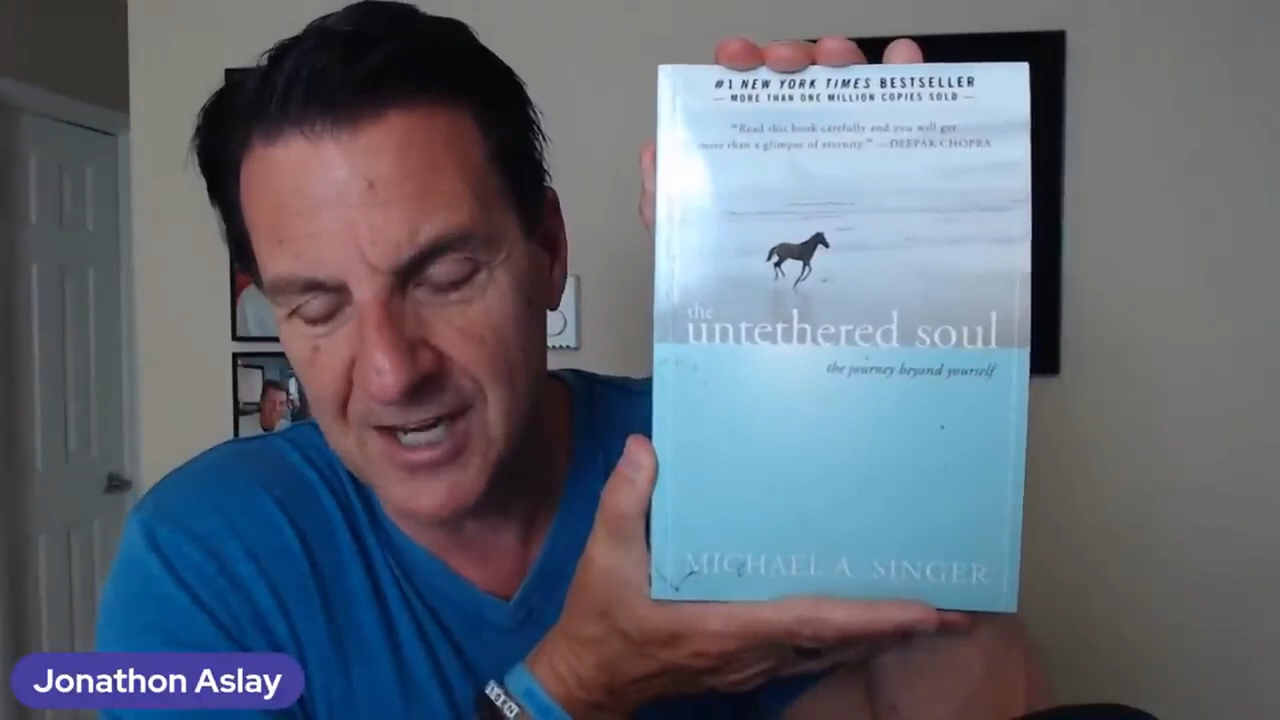 #1 NEW YORK TIMES BESTSELLER
— MORE THAN ONE MILLION COPIES SOLD —
"Read this book carefully and you will get
more than a glimpse of eternity." —DEEPAK CHOPRA
the
untethered soul
the journey beyond yourself
MICHAEL A. SINGER
Jonathon Aslay